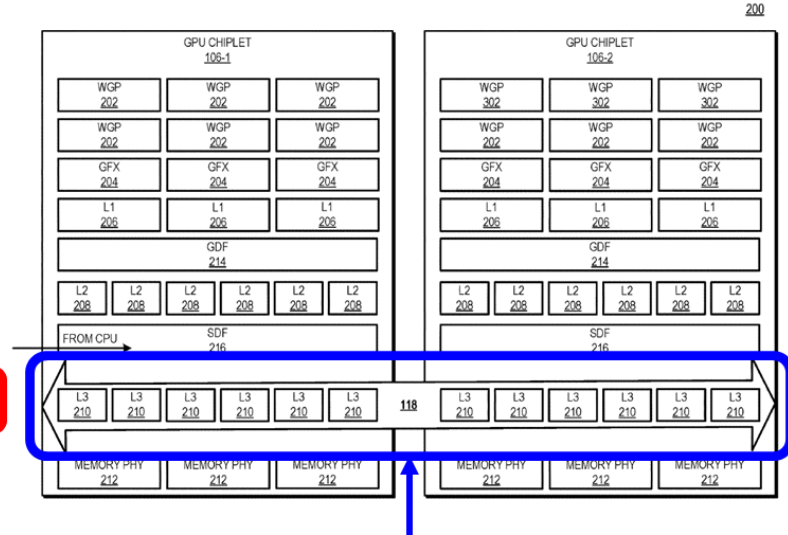 200
GPU CHIPLET GPU CHIPLET
106-1 106-2
WGP WGP WGP WGP WGP WGP
202 202 202 302 302 302
WGP WGP WGP WGP WGP WGP
202 202 202 202 202 202
GFX GFX GFX GFX GFX GFX
204 204 204 204 204 204
L1 L1 L1 L1 L1 L1
206 206 206 206 206 206
GDF GDF
214 214
L2 L2 L2 L2 L2 L2 L2 L2 L2 L2 L2 L2
208 208 208 208 208 208 208 208 208 208 208 208
FROM CPU SDF SDF
216 216
L3 L3 L3 L3 L3 L3 118 L3 L3 L3 L3 L3 L3
210 210 210 210 210 210 210 210 210 210 210 210
MEMORY PHY MEMORY PHY MEMORY PHY MEMORY PHY MEMORY PHY MEMORY PHY
212 212 212 212 212 212